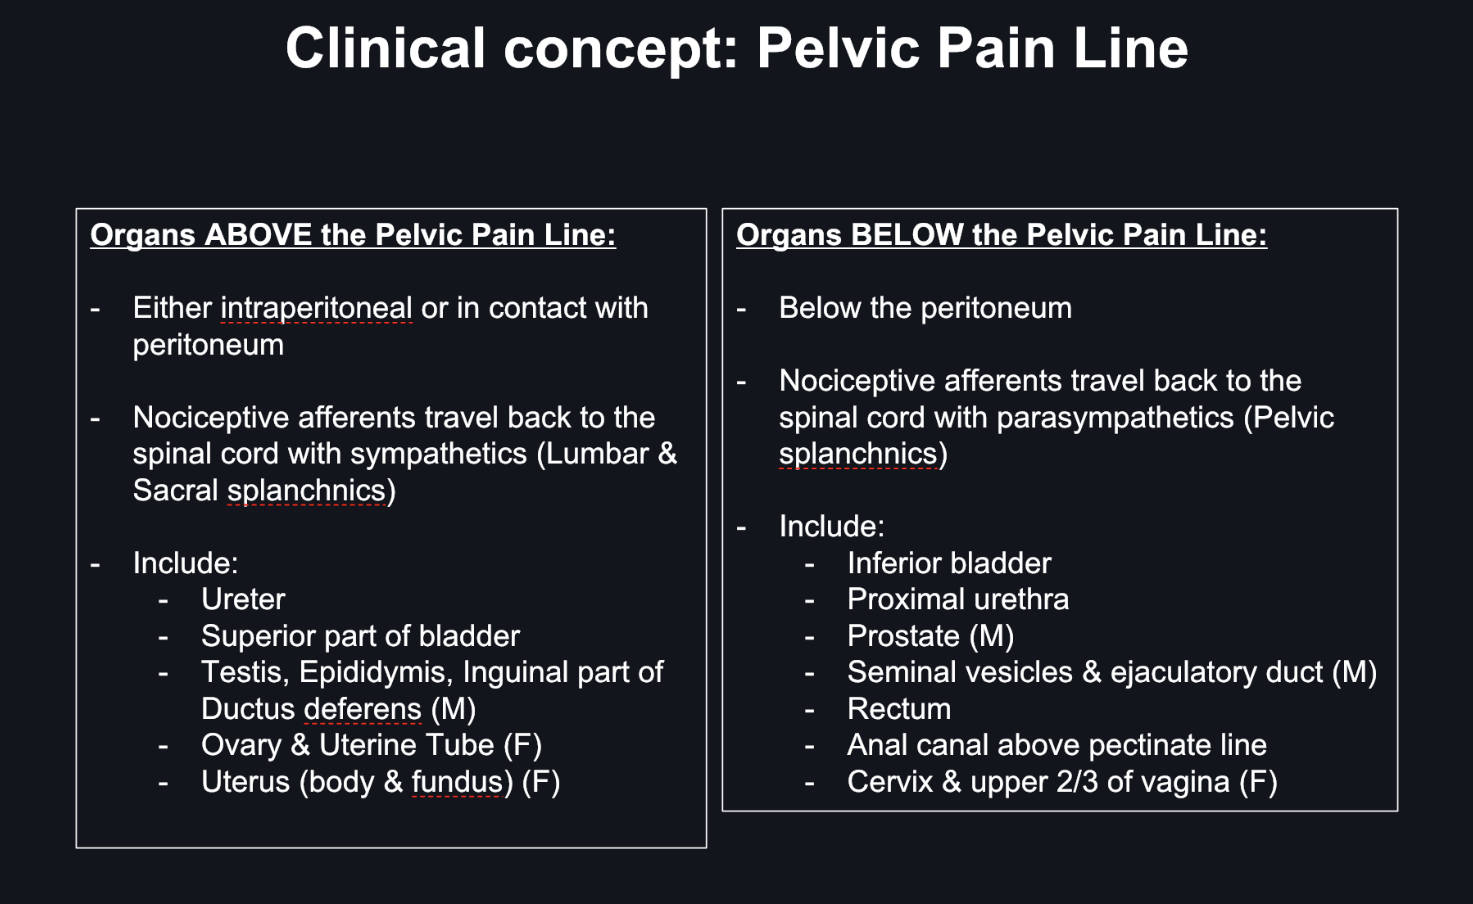 Clinical concept: Pelvic Pain Line
Organs ABOVE the Pelvic Pain Line:
- Either intraperitoneal or in contact with
peritoneum
- Nociceptive afferents travel back to the
spinal cord with sympathetics (Lumbar &
Sacral splanchnics)
- Include:
- Ureter
- Superior part of bladder
- Testis, Epididymis, Inguinal part of
Ductus deferens (M)
- Ovary & Uterine Tube (F)
- Uterus (body & fundus) (F)
Organs BELOW the Pelvic Pain Line:
- Below the peritoneum
- Nociceptive afferents travel back to the
spinal cord with parasympathetics (Pelvic
splanchnics)
- Include:
- Inferior bladder
- Proximal urethra
- Prostate (M)
- Seminal vesicles & ejaculatory duct (M)
- Rectum
- Anal canal above pectinate line
- Cervix & upper 2/3 of vagina (F)